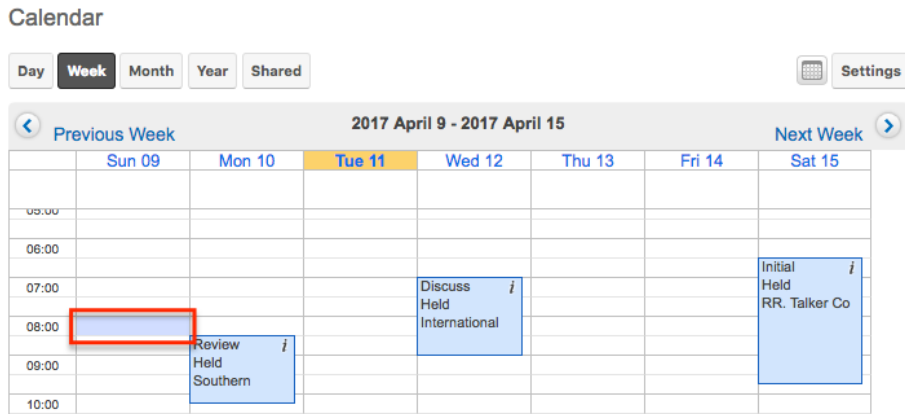 Calendar
Day Week Month Year Shared Settings
Previous Week 2017 April 9 - 2017 April 15 Next Week
Sun 09 Mon 10 Tue 11 Wed 12 Thu 13 Fri 14 Sat 15
05:00
06:00
Initial i
07:00 Discuss i Held
Held RR. Talker Co
08:00 International
Review i
09:00 Held
Southern
10:00